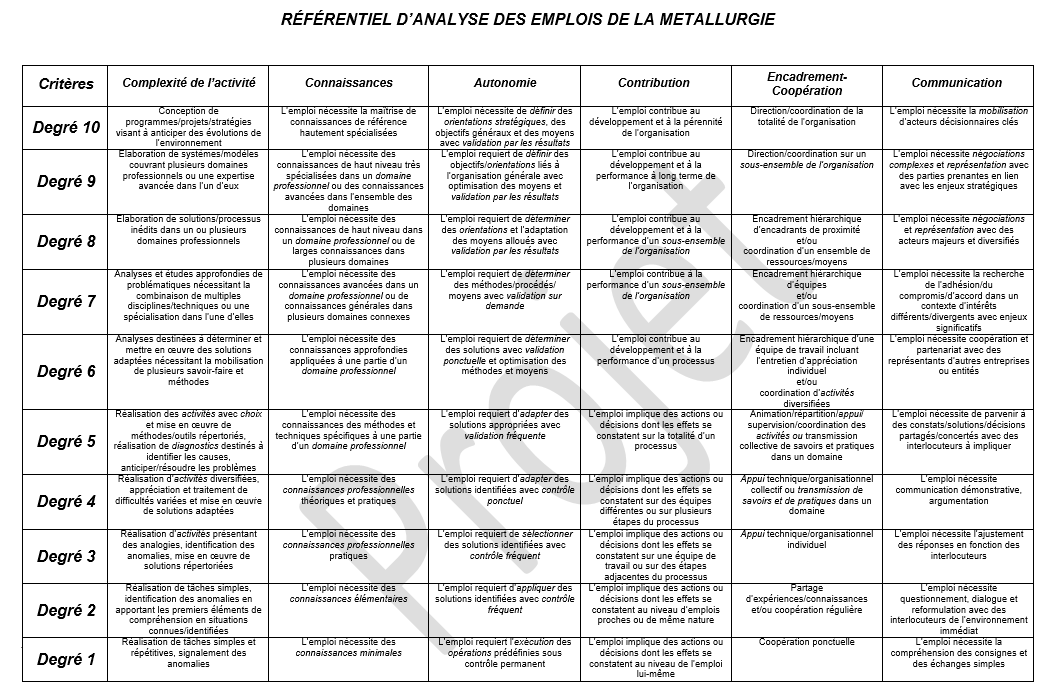 RÉFÉRENTIEL D'ANALYSE DES EMPLOIS DE LA METALLURGIE
Critères
Complexité de l'activité
Connaissances
Autonomie
Contribution
Encadrement-
Coopération
Communication
Degré 10
Conception de
programmes/projets/stratégies
visant à anticiper des évolutions de
l'environnement
L'emploi nécessite la maîtrise de
connaissances de référence
hautement spécialisées
L'emploi nécessite de définir des
orientations stratégiques, des
objectifs généraux et des moyens
avec validation par les résultats
L'emploi contribue au
développement et à la pérennité
de l'organisation
Direction/coordination de la
totalité de l'organisation
L'emploi nécessite la mobilisation
d'acteurs décisionnaires clés
Degré 9
Elaboration de systèmes/modèles
couvrant plusieurs domaines
professionnels ou une expertise
avancée dans l'un d'eux
L'emploi nécessite des
connaissances de haut niveau très
spécialisées dans un domaine
professionnel ou des connaissances
avancées dans l'ensemble des
domaines
L'emploi requiert de définir des
objectifs/orientations liés à
l'organisation générale avec
optimisation des moyens et
validation par les résultats
L'emploi contribue au
développement et à la
performance à long terme de
l'organisation
Direction/coordination sur un
sous-ensemble de l'organisation
L'emploi nécessite négociations
complexes et représentation avec
des parties prenantes en lien
avec les enjeux stratégiques
Degré 8
Elaboration de solutions/processus
inédits dans un ou plusieurs
domaines professionnels
L'emploi nécessite des
connaissances de haut niveau dans
un domaine professionnel ou de
larges connaissances dans
plusieurs domaines
L'emploi requiert de déterminer
des orientations et l'adaptation
des moyens alloués avec
validation par les résultats
L'emploi contribue au
développement et à la
performance d'un sous-ensemble
de l'organisation
Encadrement hiérarchique
d'encadrants de proximité
et/ou
coordination d'un ensemble de
ressources/moyens
L'emploi nécessite négociations
et représentation avec des
acteurs majeurs et diversifiés
Degré 7
Analyses et études approfondies de
problématiques nécessitant la
combinaison de multiples
disciplines/techniques ou une
spécialisation dans l'une d'elles
L'emploi nécessite des
connaissances avancées dans un
domaine professionnel ou de
connaissances générales dans
plusieurs domaines connexes
L'emploi requiert de déterminer
des méthodes/procédés/
moyens avec validation sur
demande
L'emploi contribue à la
performance d'un sous-ensemble
de l'organisation
Encadrement hiérarchique
d'équipes
et/ou
coordination d'un sous-ensemble
de ressources/moyens
L'emploi nécessite la recherche
de l'adhésion/du
compromis/d'accord dans un
contexte d'intérêts
différents/divergents avec enjeux
significatifs
Degré 6
Analyses destinées à déterminer et
mettre en œuvre des solutions
adaptées nécessitant la mobilisation
de plusieurs savoir-faire et
méthodes
L'emploi nécessite des
connaissances approfondies
appliquées à une partie d'un
domaine professionnel
L'emploi requiert de déterminer
des solutions avec validation
ponctuelle et optimisation des
méthodes et moyens
L'emploi contribue au
développement et à la
performance d'un processus
Encadrement hiérarchique d'une
équipe de travail incluant
l'entretien d'appréciation
individuel
et/ou
coordination d'activités
diversifiées
L'emploi nécessite coopération et
partenariat avec des
représentants d'autres entreprises
ou entités
Degré 5
Réalisation des activités avec choix
et mise en œuvre de
méthodes/outils répertoriés,
réalisation de diagnostics destinés à
identifier les causes,
anticiper/résoudre les problèmes
L'emploi nécessite des
connaissances des méthodes et
techniques spécifiques à une partie
d'un domaine professionnel
L'emploi requiert d'adapter des
solutions appropriées avec
validation fréquente
L'emploi implique des actions ou
décisions dont les effets se
constatent sur la totalité d'un
processus
Animation/répartition/appui/
supervision/coordination des
activités ou transmission
collective de savoirs et pratiques
dans un domaine
L'emploi nécessite de parvenir à
des constats/solutions/décisions
partagés/concertés avec des
interlocuteurs à impliquer
Degré 4
Réalisation d'activités diversifiées,
appréciation et traitement de
difficultés variées et mise en œuvre
de solutions adaptées
L'emploi nécessite des
connaissances professionnelles
théoriques et pratiques
L'emploi requiert d'adapter des
solutions identifiées avec contrôle
ponctuel
L'emploi implique des actions ou
décisions dont les effets se
constatent sur des équipes
différentes ou sur plusieurs
étapes du processus
Appui technique/organisationnel
collectif ou transmission de
savoirs et de pratiques dans un
domaine
L'emploi nécessite
communication démonstrative,
argumentation
Degré 3
Réalisation d'activités présentant
des analogies, identification des
anomalies, mise en œuvre de
solutions répertoriées
L'emploi nécessite des
connaissances professionnelles
pratiques
L'emploi requiert de sélectionner
des solutions identifiées avec
contrôle fréquent
L'emploi implique des actions ou
décisions dont les effets se
constatent sur une équipe de
travail ou sur des étapes
adjacentes du processus
Appui technique/organisationnel
individuel
L'emploi nécessite l'ajustement
des réponses en fonction des
interlocuteurs
Degré 2
Réalisation de tâches simples,
identification des anomalies en
apportant les premiers éléments de
compréhension en situations
connues/identifiées
L'emploi nécessite des
connaissances élémentaires
L'emploi requiert d'appliquer des
solutions identifiées avec contrôle
fréquent
L'emploi implique des actions ou
décisions dont les effets se
constatent au niveau d'emplois
proches ou de même nature
Partage
d'expériences/connaissances
et/ou coopération régulière
L'emploi nécessite
questionnement, dialogue et
reformulation avec des
interlocuteurs de l'environnement
immédiat
Degré 1
Réalisation de tâches simples et
répétitives, signalement des
anomalies
L'emploi nécessite des
connaissances minimales
L'emploi requiert l'exécution des
opérations prédéfinies sous
contrôle permanent
L'emploi implique des actions ou
décisions dont les effets se
constatent au niveau de l'emploi
lui-même
Coopération ponctuelle
L'emploi nécessite la
compréhension des consignes et
des échanges simples
Projet